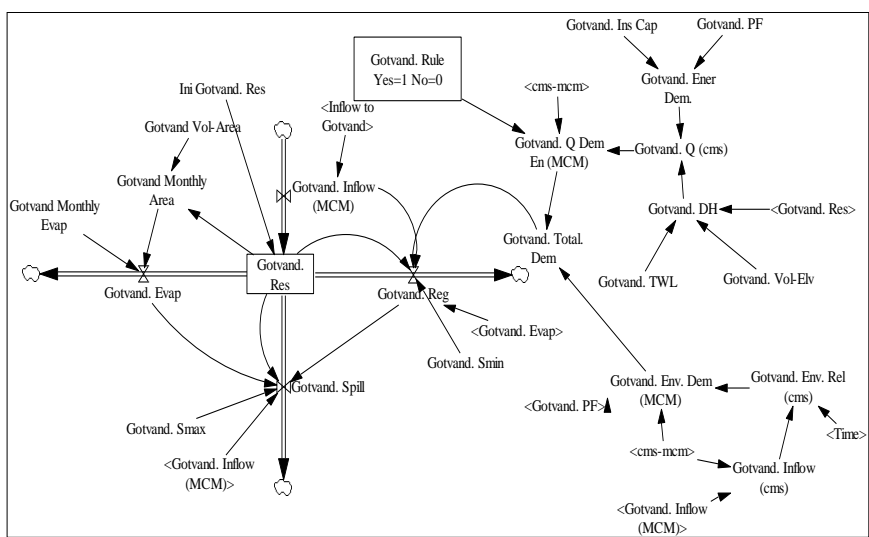 Gotvand. Ins Cap
Gotvand. PF
Gotvand. Rule
Yes=1 No=0
Gotvand. Ener
Dem.
Ini Gotvand. Res
<cms-mcm>
<Inflow to
Gotvand>
Gotvand Vol-Area
Gotvand. Q Dem
En (MCM)
Gotvand. Q (cms)
Gotvand Monthly
Area
Gotvand. Inflow
(MCM)
Gotvand Monthly
Evap
Gotvand. DH
<Gotvand. Res>
Gotvand. Total.
Dem
Gotvand.
Res
Gotvand. TWL
Gotvand. Vol-Elv
Gotvand. Evap
Gotvand. Reg
<Gotvand. Evap>
Gotvand. Smin
Gotvand. Spill
Gotvand. Env. Dem
(MCM)
Gotvand. Env. Rel
(cms)
<Gotvand. PF>
Gotvand. Smax
<Time>
<cms-mcm>
<Gotvand. Inflow
(MCM)>
Gotvand. Inflow
(cms)
<Gotvand. Inflow
(MCM)>